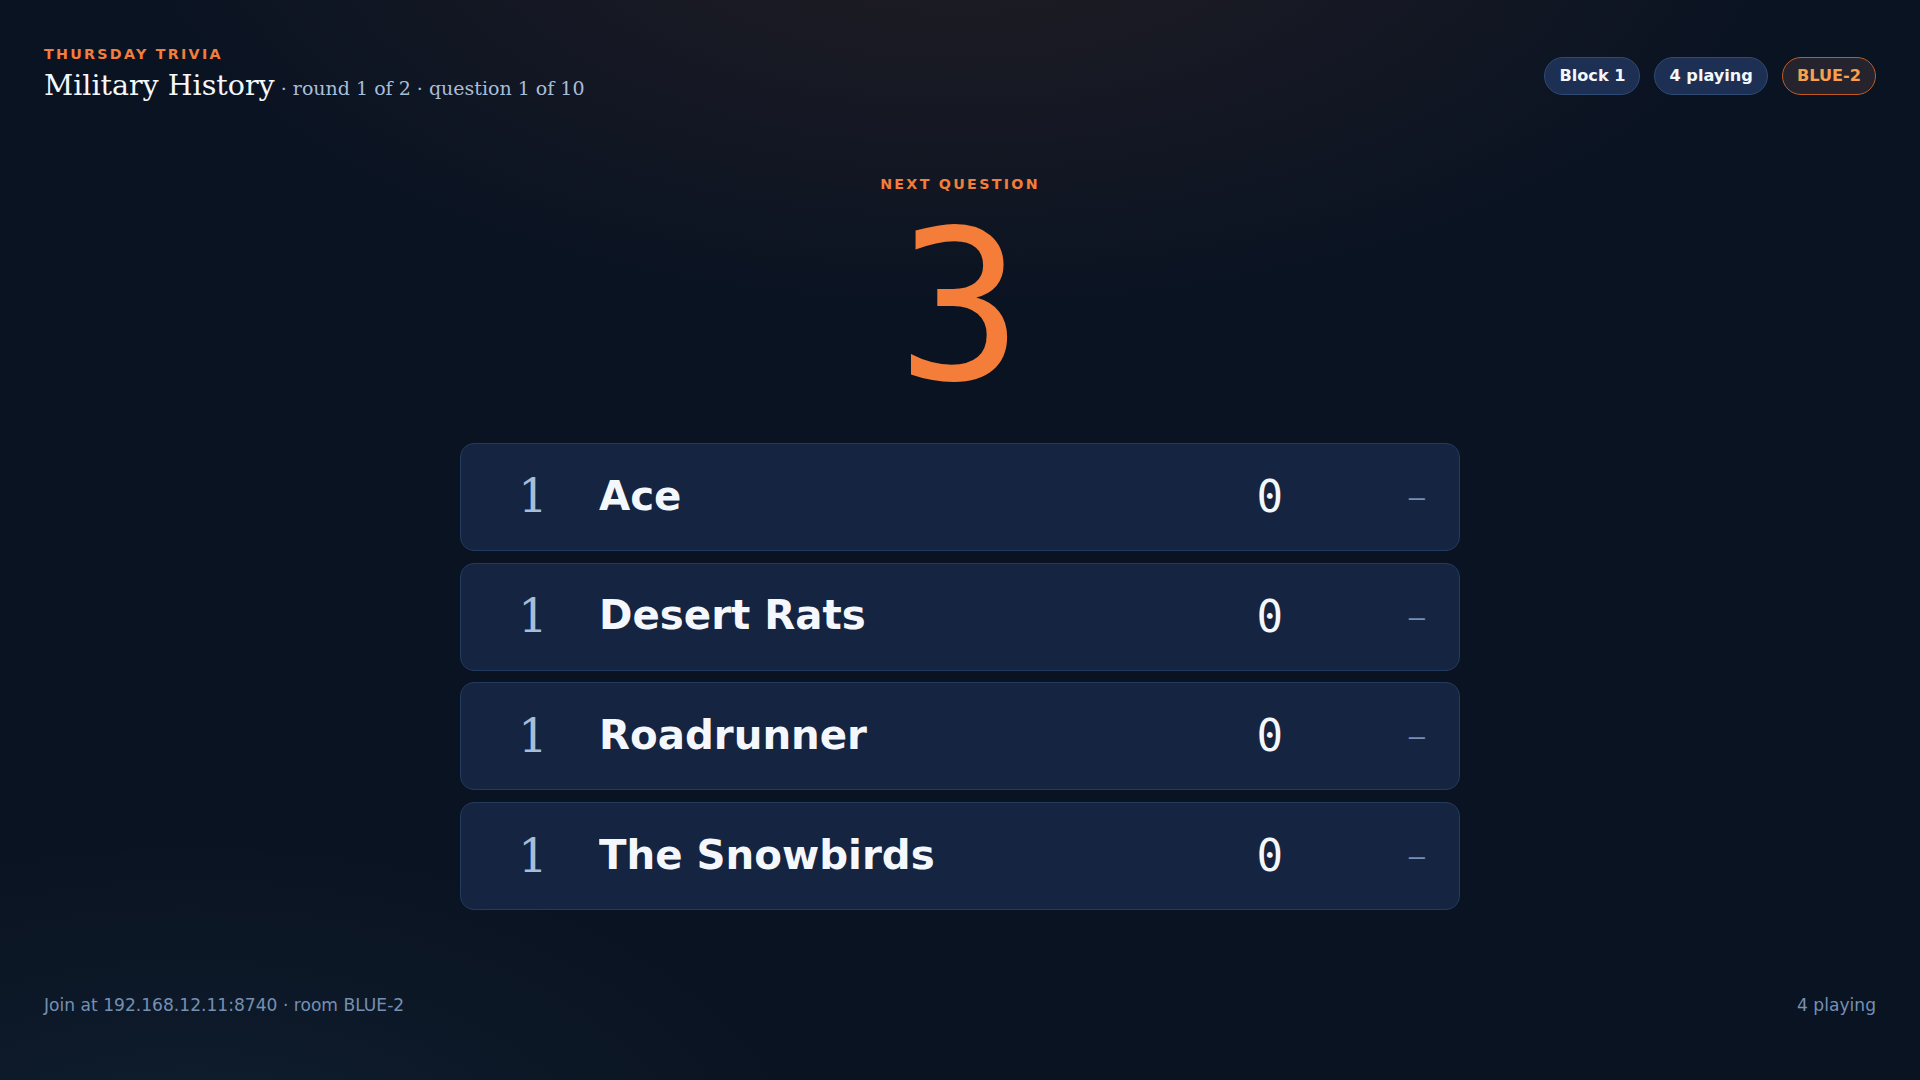 THURSDAY TRIVIA
Military History · round 1 of 2 · question 1 of 10
Block 1
4 playing
BLUE-2
NEXT QUESTION
3
1 Ace 0 –
1 Desert Rats 0 –
1 Roadrunner 0 –
1 The Snowbirds 0 –
Join at 192.168.12.11:8740 · room BLUE-2
4 playing